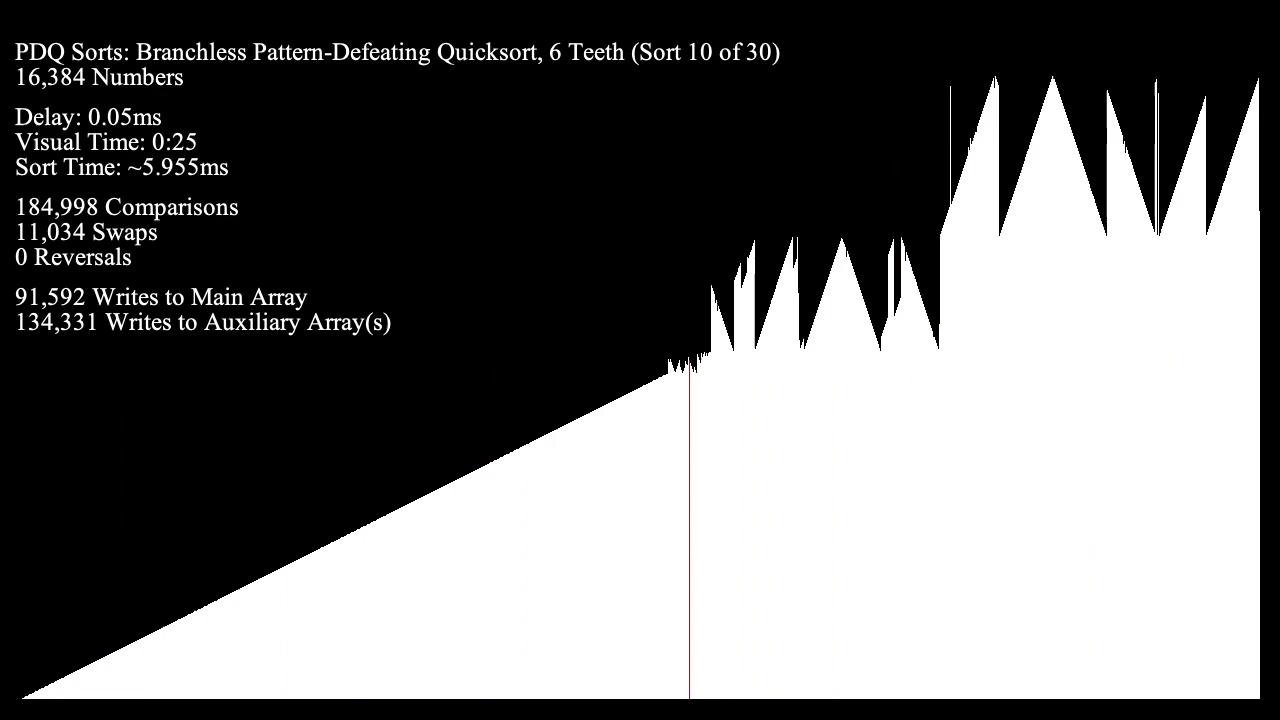 PDQ Sorts: Branchless Pattern-Defeating Quicksort, 6 Teeth (Sort 10 of 30)
16,384 Numbers
Delay: 0.05ms
Visual Time: 0:25
Sort Time: ~5.955ms
184,998 Comparisons
11,034 Swaps
0 Reversals
91,592 Writes to Main Array
134,331 Writes to Auxiliary Array(s)